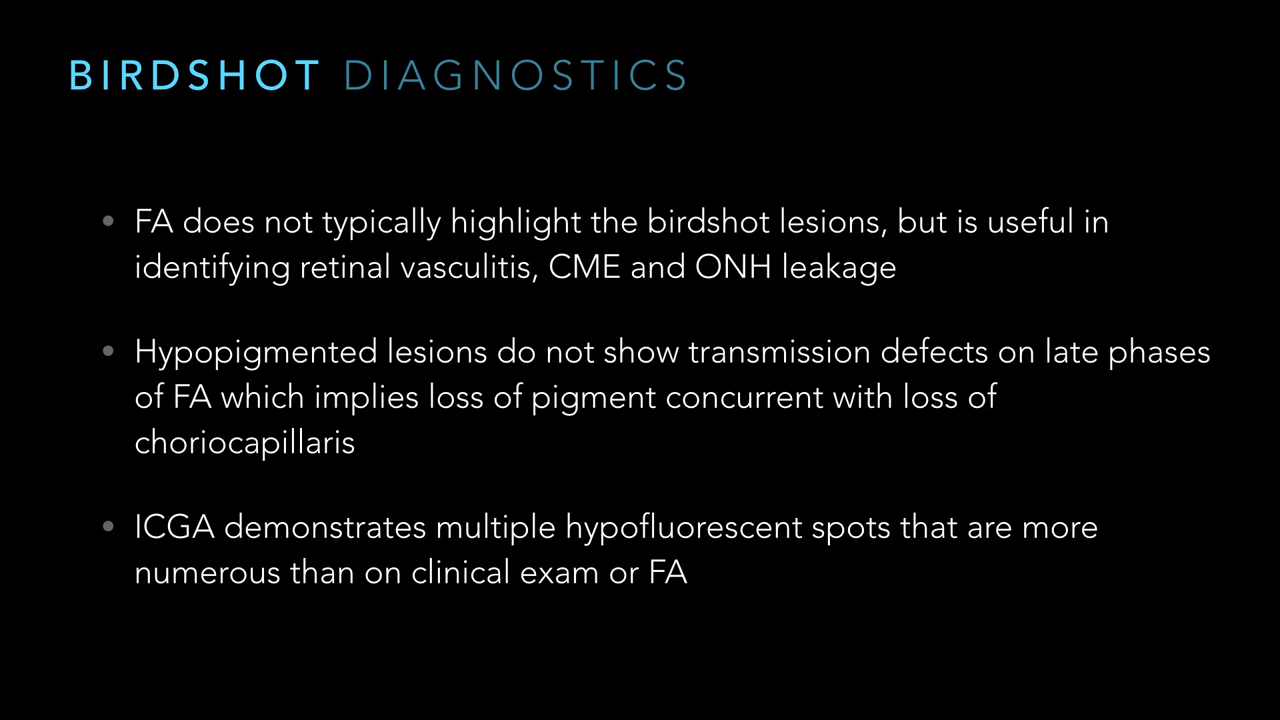 BIRDSHOT DIAGNOSTICS
• FA does not typically highlight the birdshot lesions, but is useful in
identifying retinal vasculitis, CME and ONH leakage
• Hypopigmented lesions do not show transmission defects on late phases
of FA which implies loss of pigment concurrent with loss of
choriocapillaris
• ICGA demonstrates multiple hypofluorescent spots that are more
numerous than on clinical exam or FA